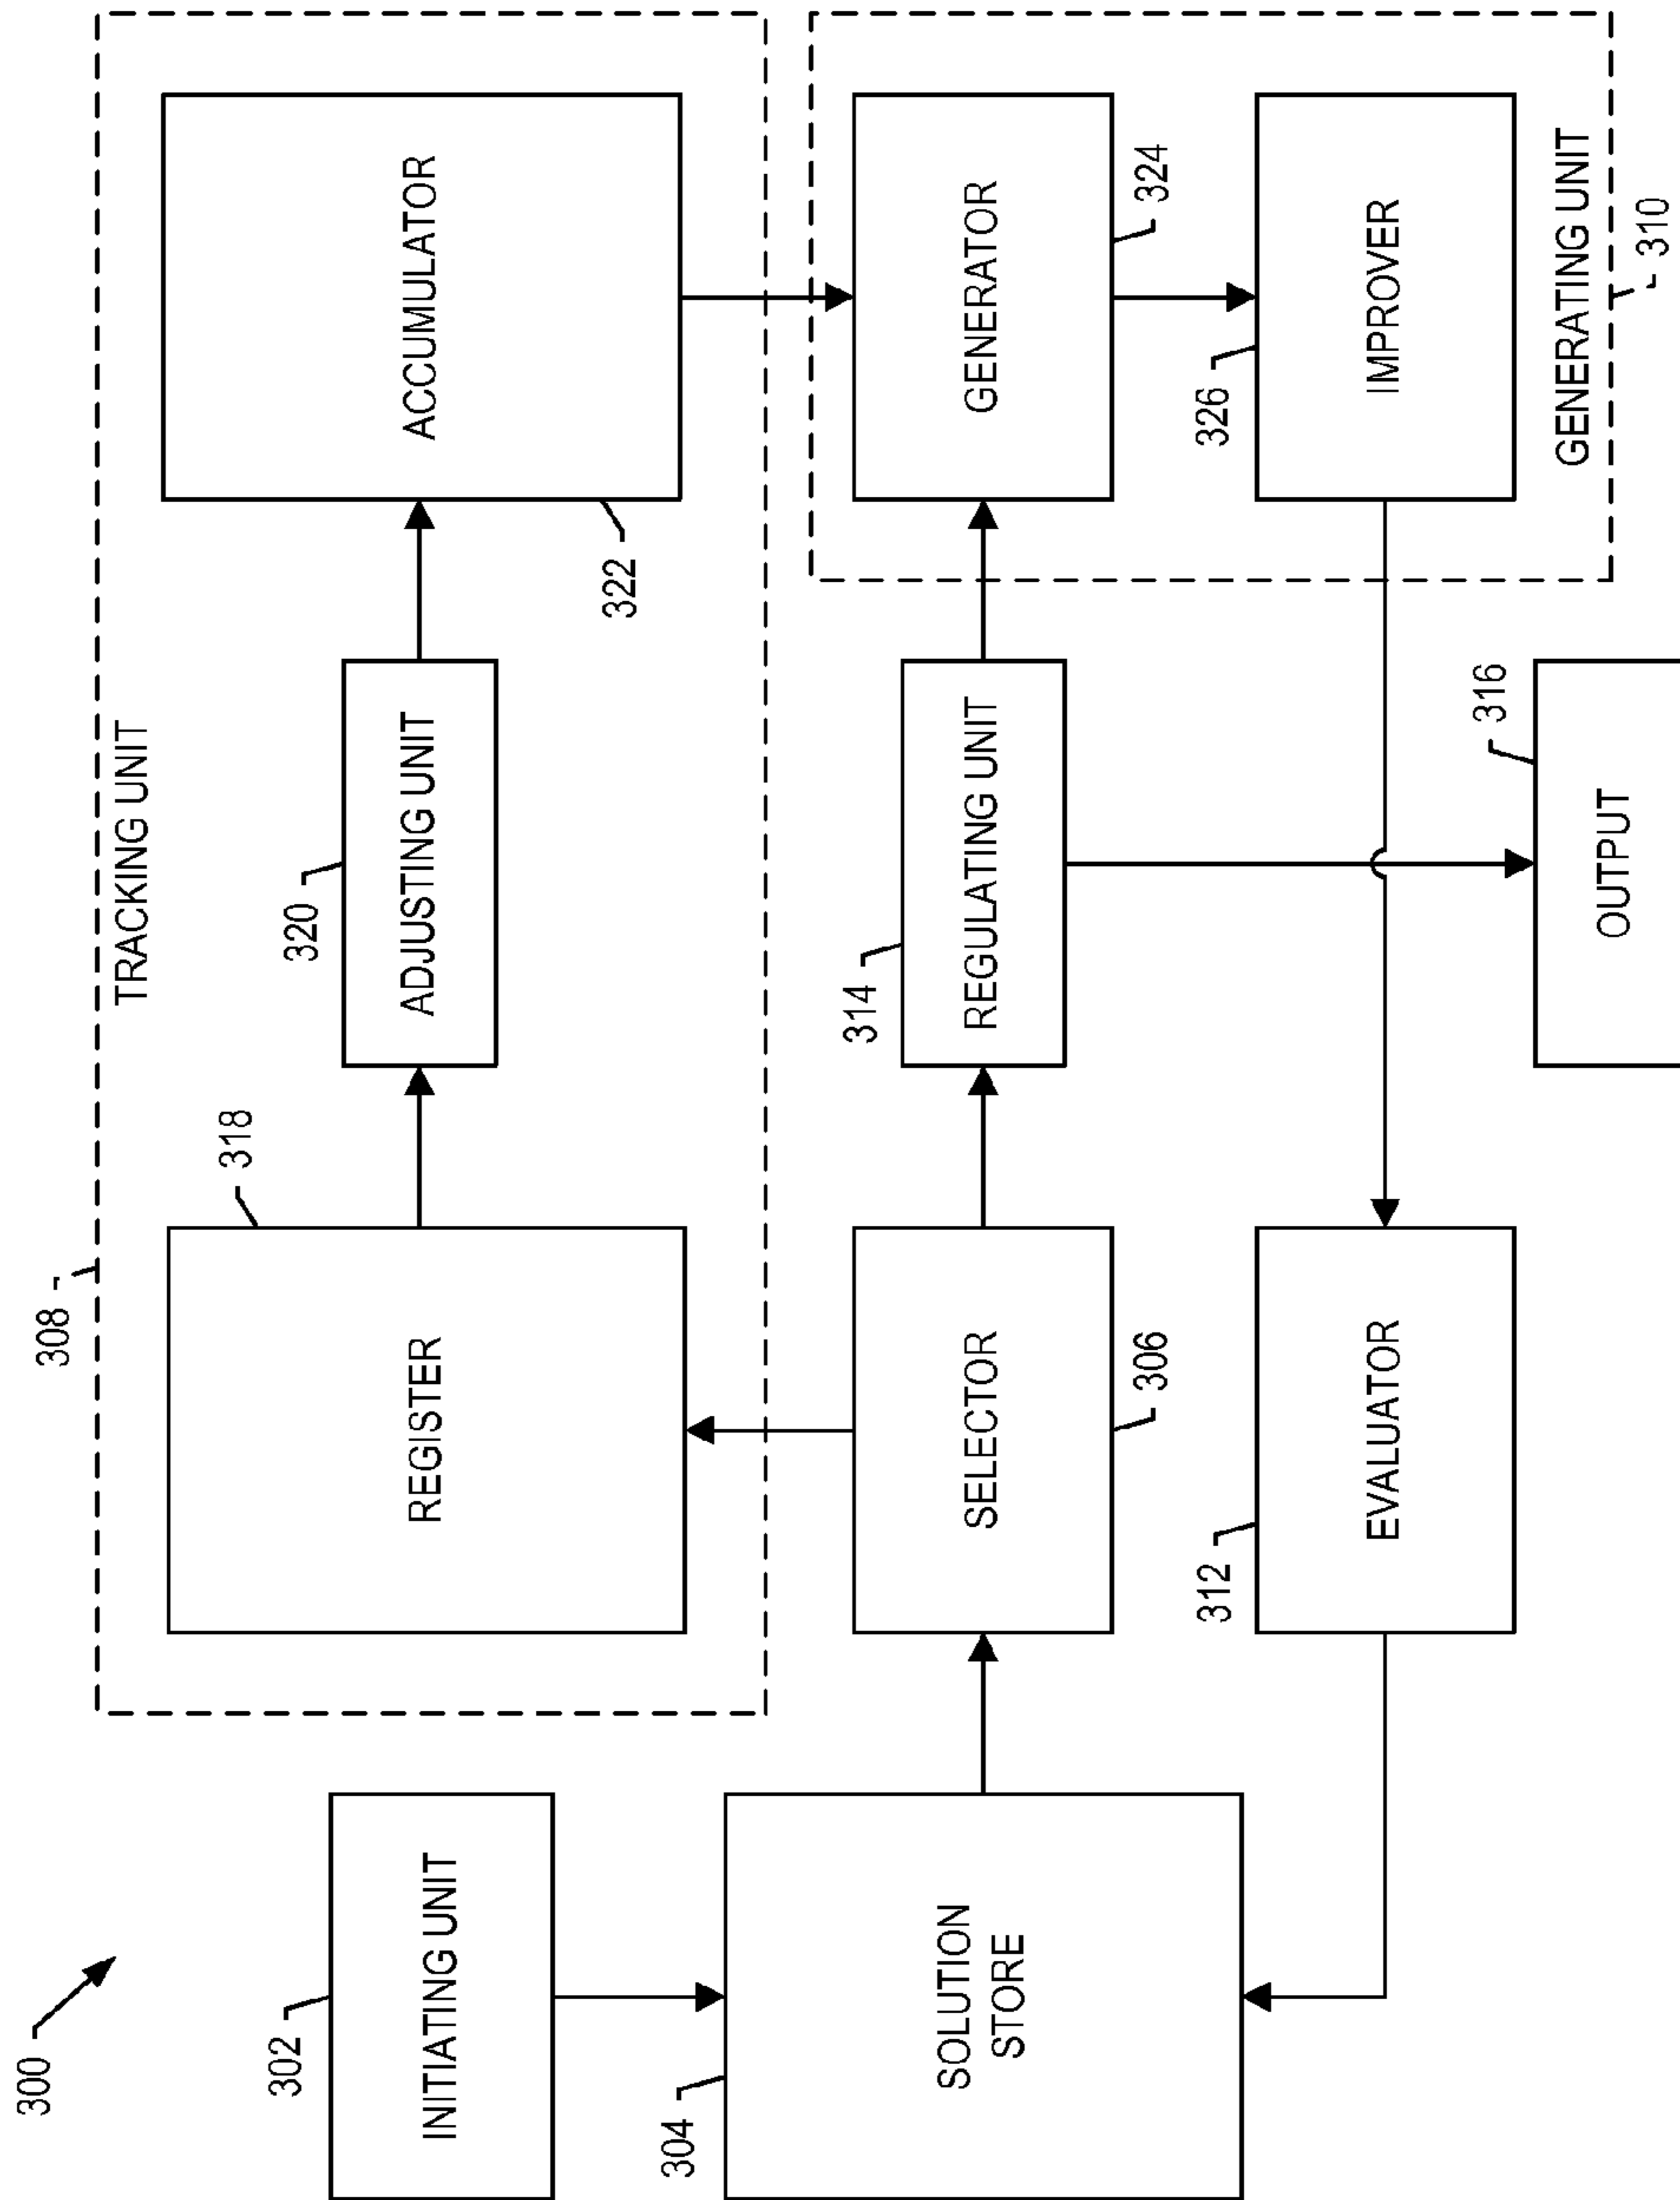 300
308
TRACKING UNIT
318
302
320
INITIATING UNIT
REGISTER
ADJUSTING UNIT
ACCUMULATOR
322
304
314
SOLUTION
STORE
SELECTOR
REGULATING UNIT
GENERATOR
306
324
312
326
EVALUATOR
IMPROVER
316
GENERATING UNIT
OUTPUT
310